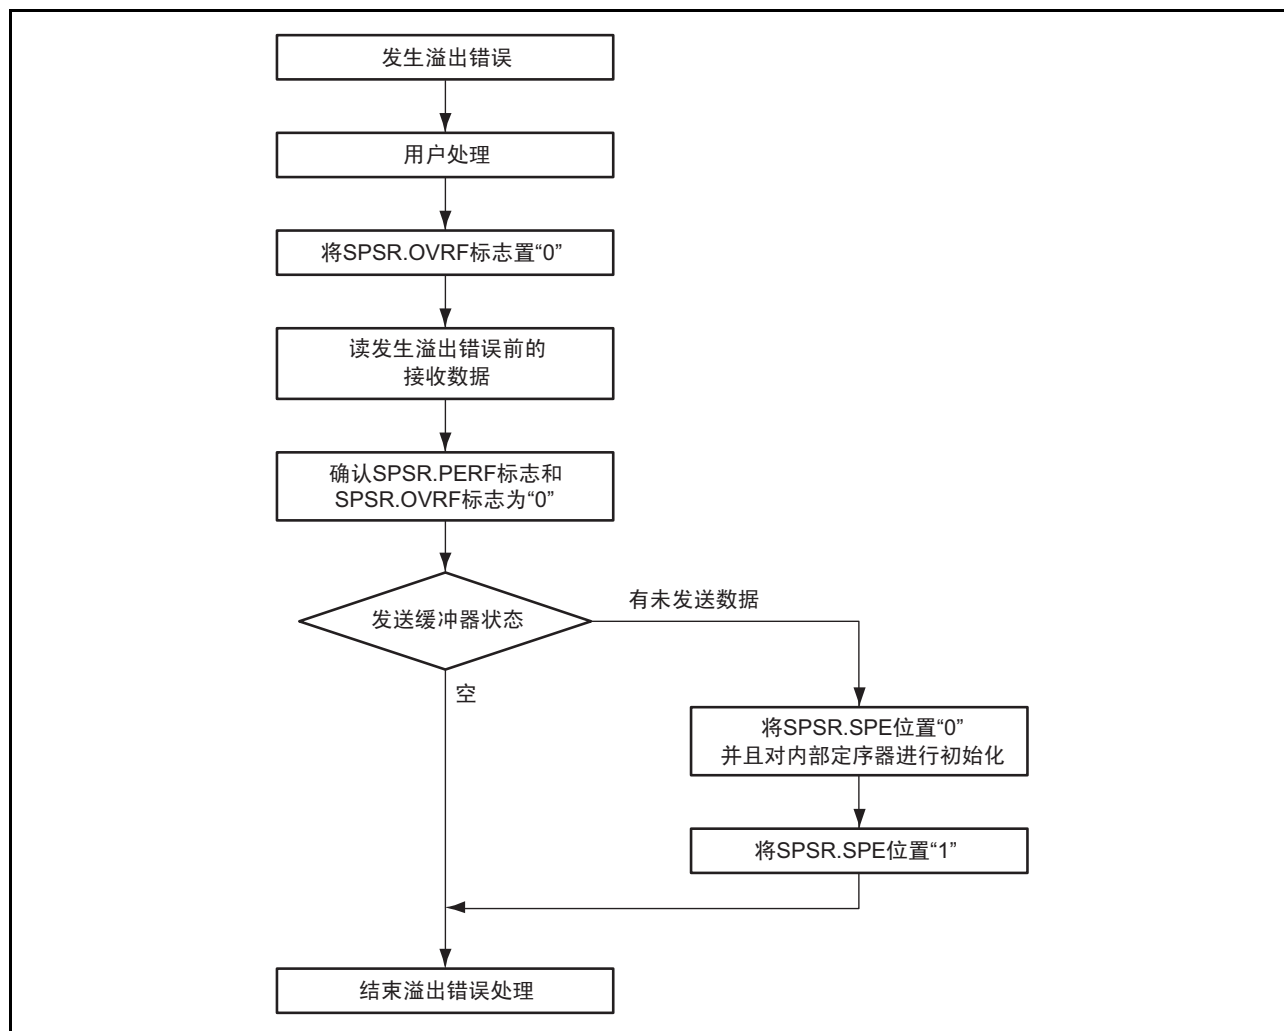 发生溢出错误
用户处理
将SPSR.OVRF标志置“0”
读发生溢出错误前的
接收数据
确认SPSR.PERF标志和
SPSR.OVRF标志为“0”
发送缓冲器状态
有未发送数据
空
将SPSR.SPE位置“0”
并且对内部定序器进行初始化
将SPSR.SPE位置“1”
结束溢出错误处理